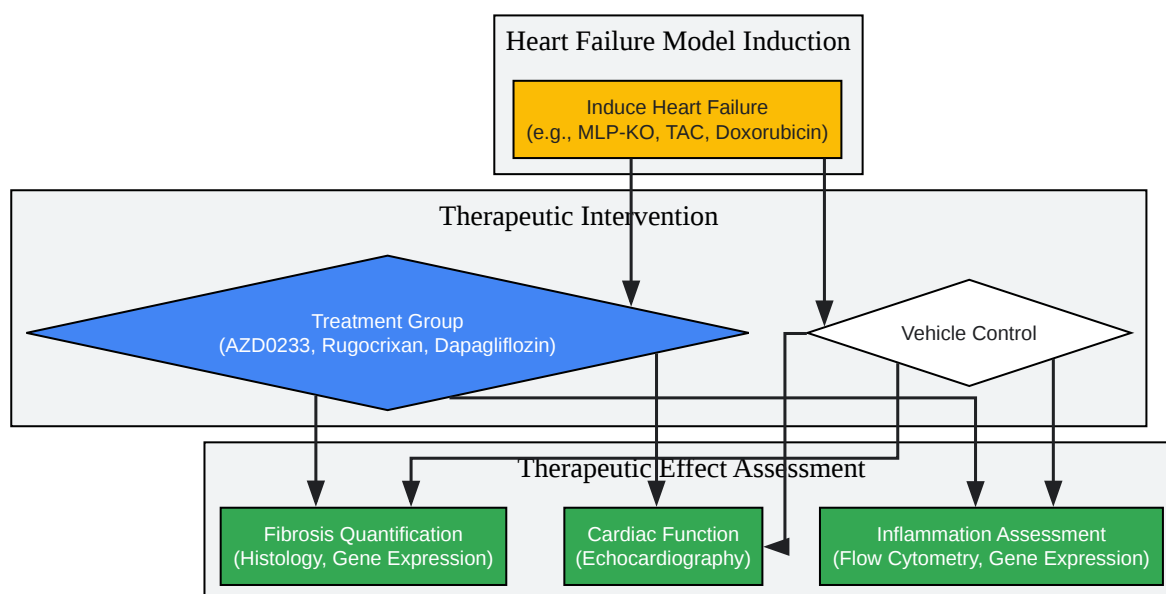 Heart Failure Model Induction
Induce Heart Failure
(e.g., MLP-KO, TAC, Doxorubicin)
Therapeutic Intervention
Treatment Group
(AZD0233, Rugocrixan, Dapagliflozin)
Vehicle Control
Therapeutic Effect Assessment
Fibrosis Quantification
(Histology, Gene Expression)
Cardiac Function
(Echocardiography)
Inflammation Assessment
(Flow Cytometry, Gene Expression)